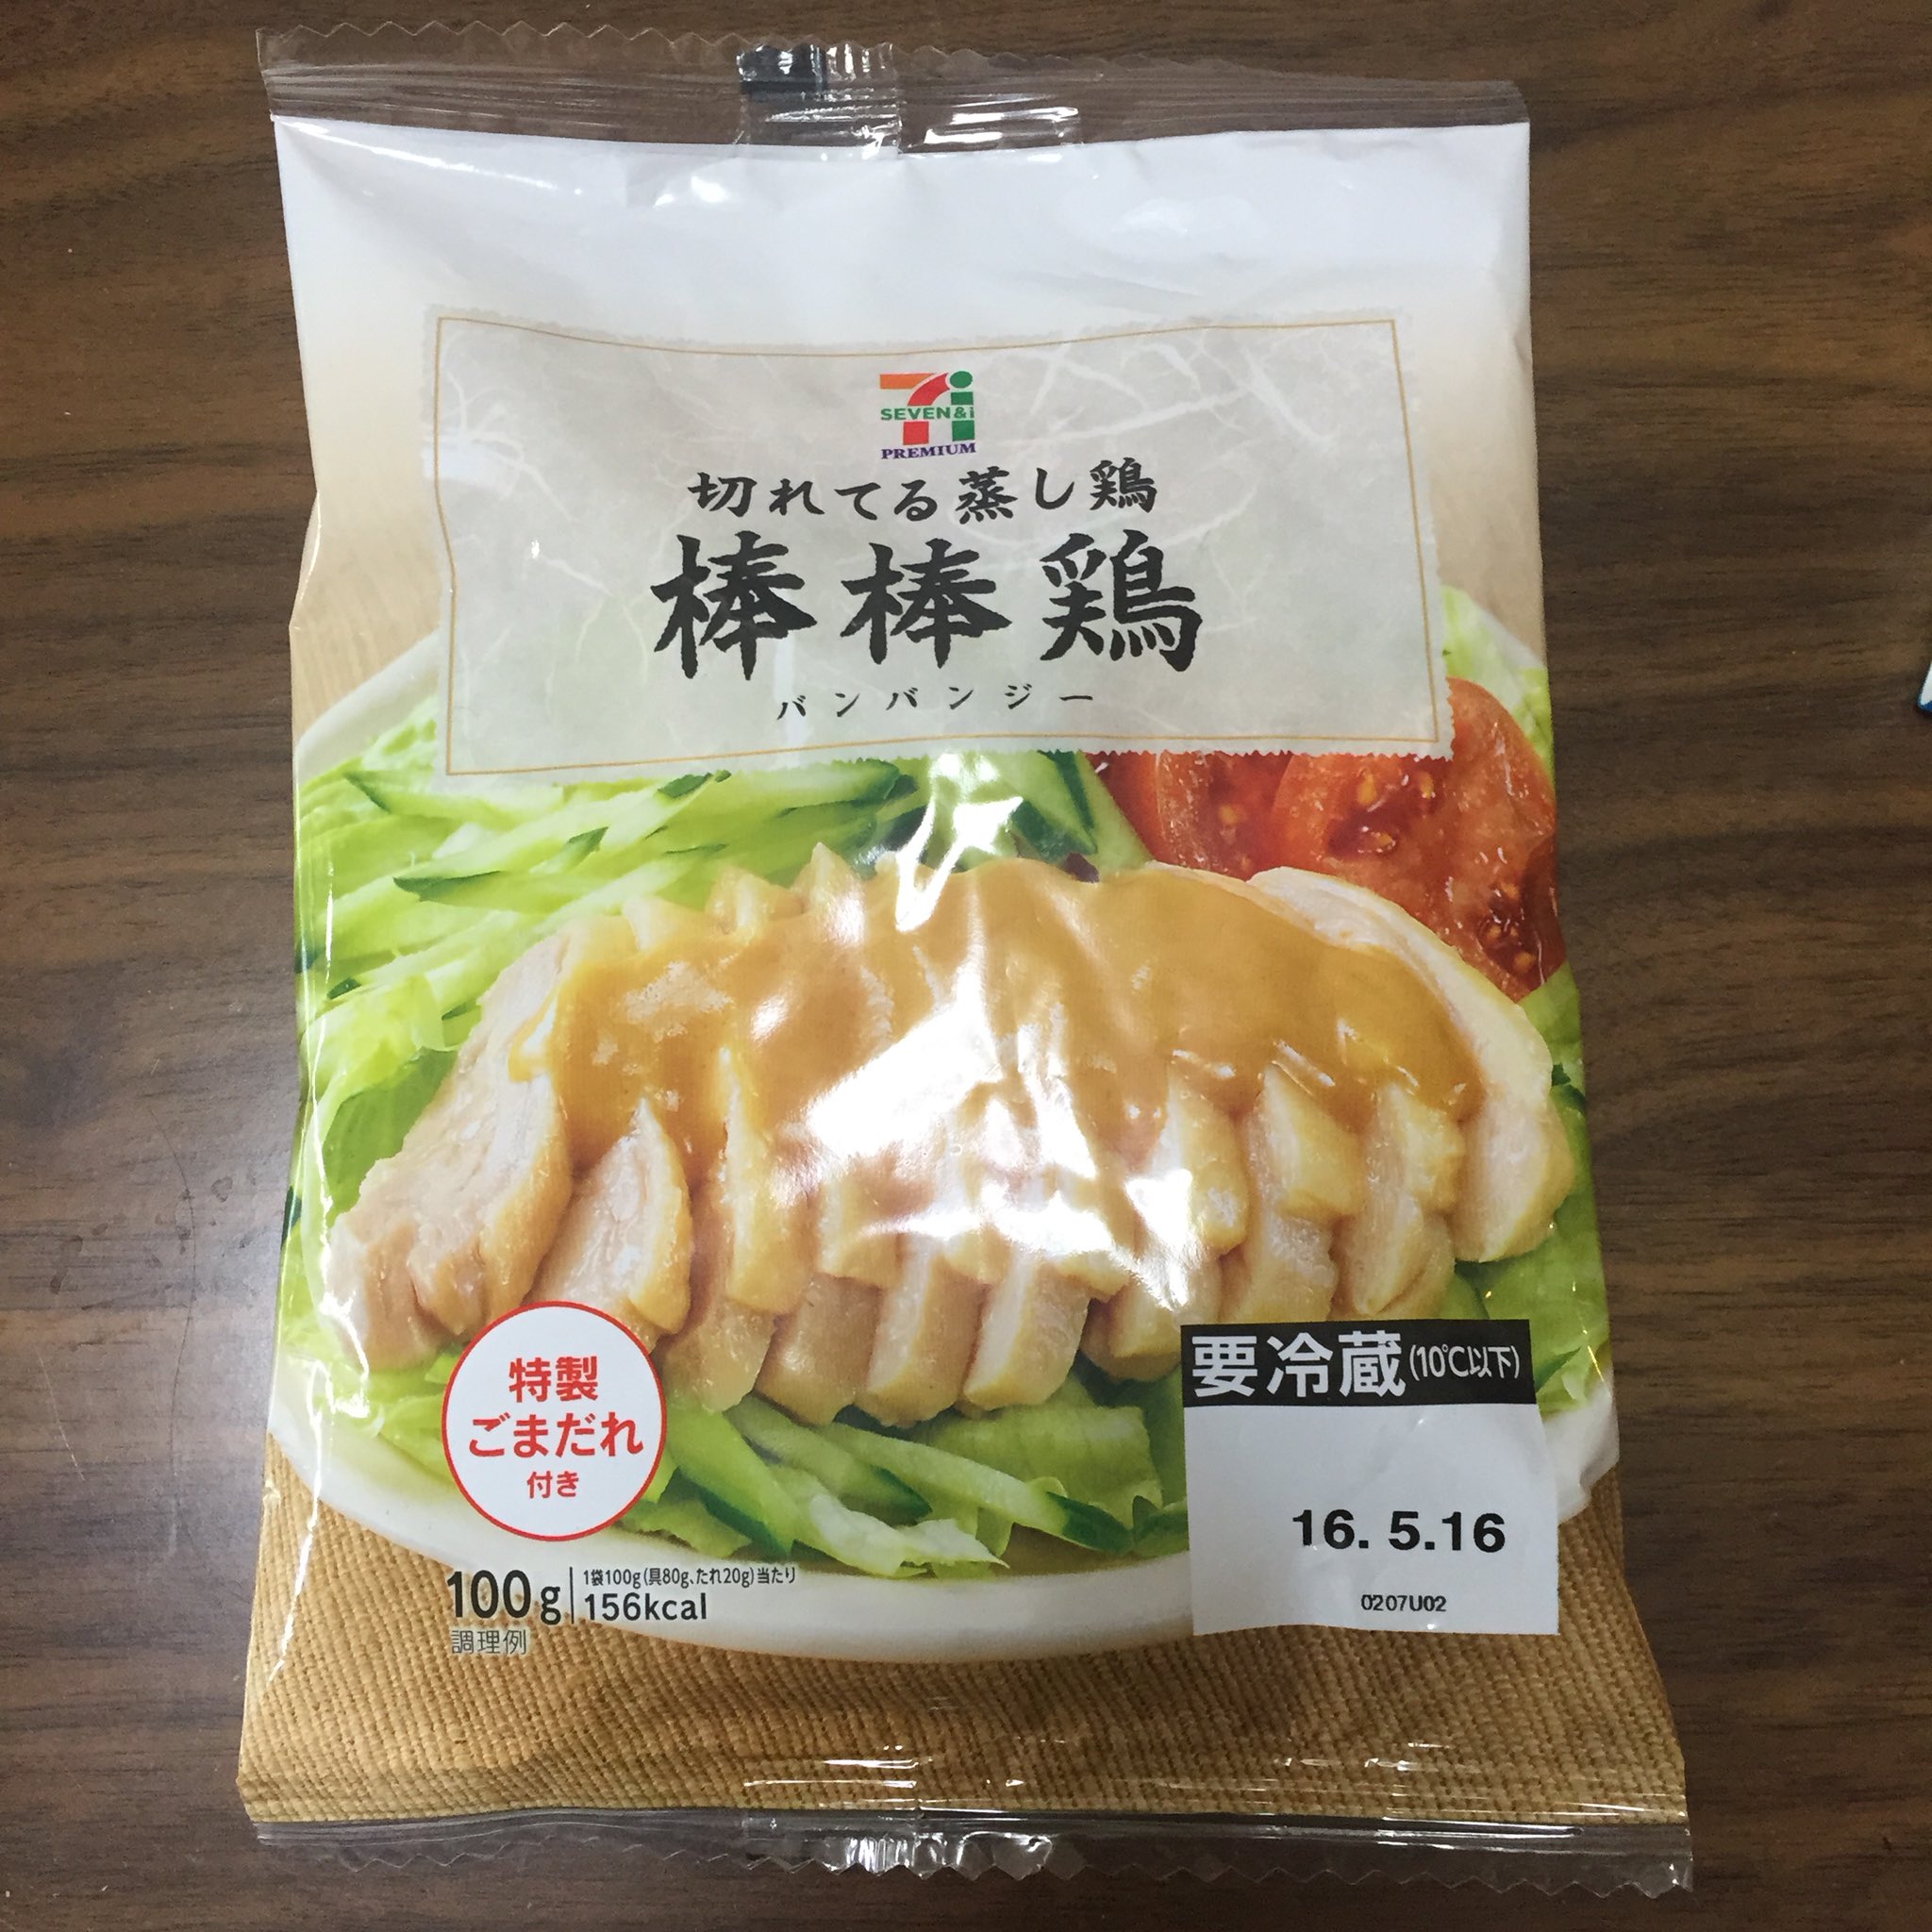 SEVEN&i
PREMIUM
切れてる蒸し鶏
棒棒鶏
バンバンジー
特製
ごまだれ
付き
要冷蔵(10℃以下)
16. 5.16
0207U02
100g
1袋100g(具80g、たれ20g)当たり
156kcal
調理例